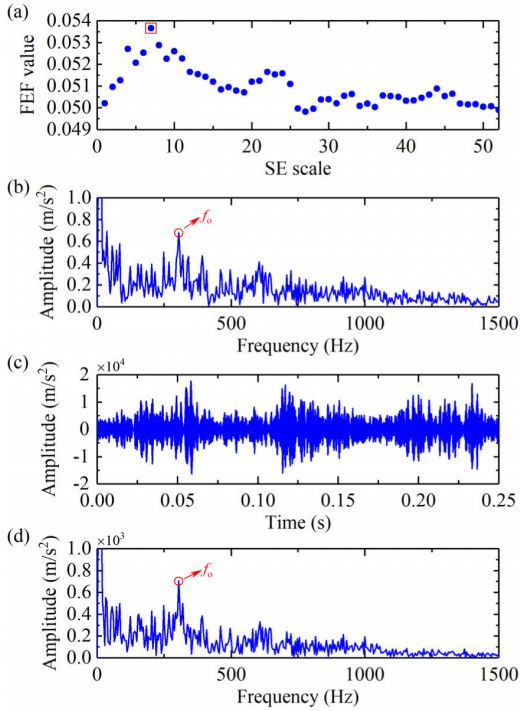 (a)
0.054
0.053
0.052
0.051
0.050
0.049
FEF value
0 10 20 30 40 50
SE scale
(b)
1.0
0.8
0.6
0.4
0.2
0.0
Amplitude (m/s²)
fo
0 500 1000 1500
Frequency (Hz)
(c)
×10⁴
2
1
0
-1
-2
Amplitude (m/s²)
0.00 0.05 0.10 0.15 0.20 0.25
Time (s)
(d)
×10³
1.0
0.8
0.6
0.4
0.2
0.0
Amplitude (m/s²)
fo
0 500 1000 1500
Frequency (Hz)